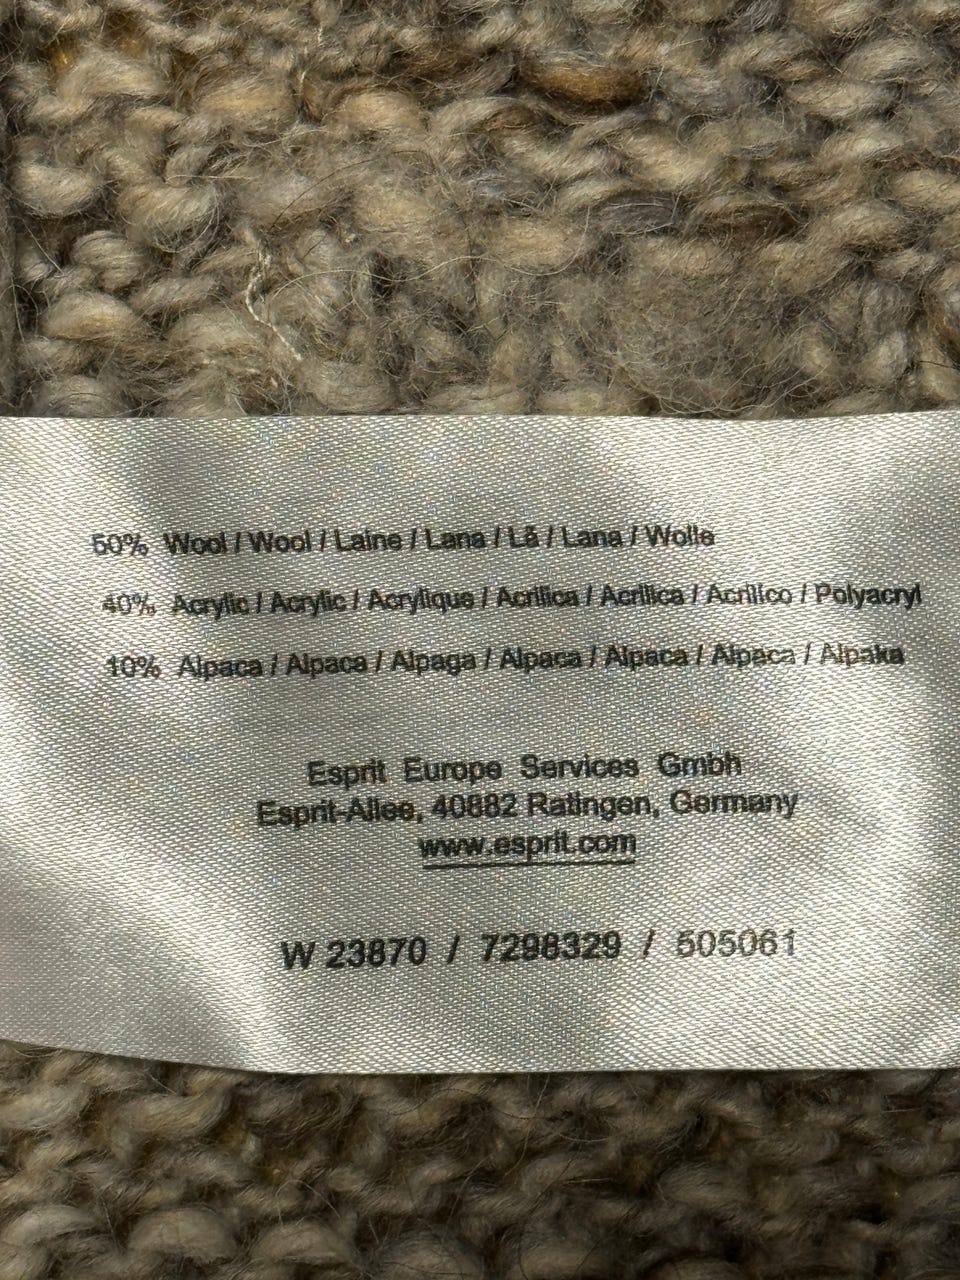 50% Wool / Wool / Laine / Lana / Lã / Lana / Wolle
40% Acrylic / Acrylic / Acrylique / Acrilica / Acrilica / Acrilico / Polyacryl
10% Alpaca / Alpaca / Alpaga / Alpaca / Alpaca / Alpaca / Alpaka
Esprit Europe Services Gmbh
Esprit-Allee, 40882 Ratingen, Germany
www.esprit.com
W 23870 / 7298329 / 505061